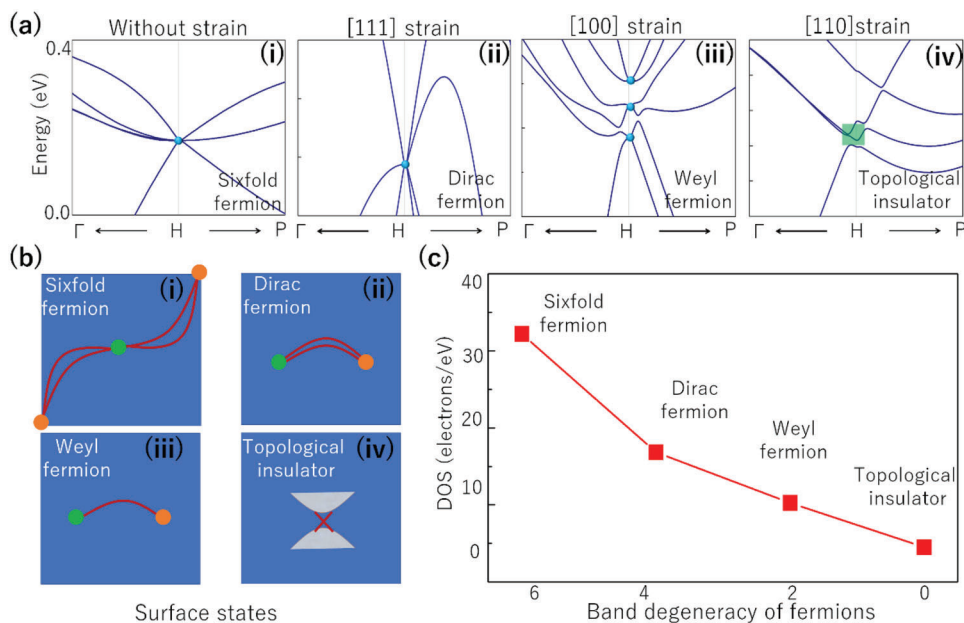 (a)
Without strain
[111] strain
[100] strain
[110]strain
(i)
(ii)
(iii)
(iv)
0.4
Energy (eV)
0.0
Sixfold
fermion
Dirac
fermion
Weyl
fermion
Topological
insulator
Γ ← H → P
Γ ← H → P
Γ ← H → P
Γ ← H → P
(b)
Sixfold
fermion
(i)
Dirac
fermion
(ii)
Weyl
fermion
(iii)
Topological
insulator
(iv)
Surface states
(c)
40
30
20
10
0
DOS (electrons/eV)
Sixfold
fermion
Dirac
fermion
Weyl
fermion
Topological
insulator
6
4
2
0
Band degeneracy of fermions